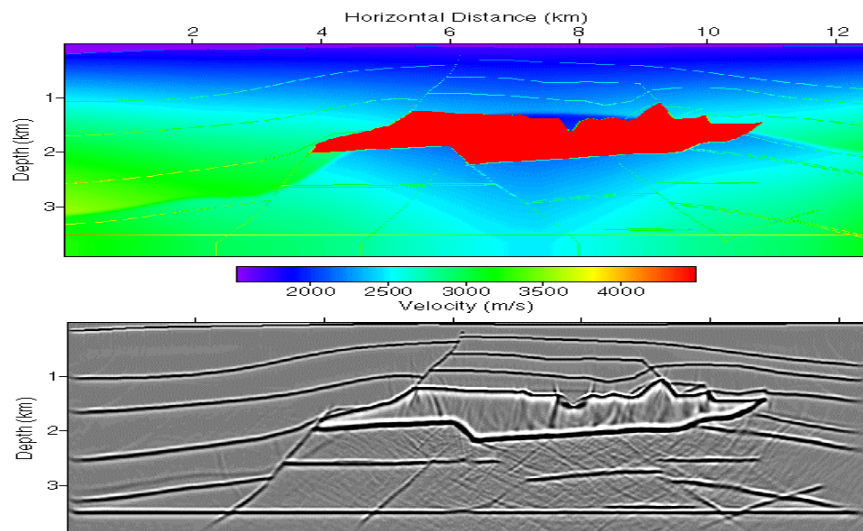 Horizontal Distance (km)
2 4 6 8 10 12
Depth (km)
1
2
3
2000 2500 3000 3500 4000
Velocity (m/s)
Depth (km)
1
2
3